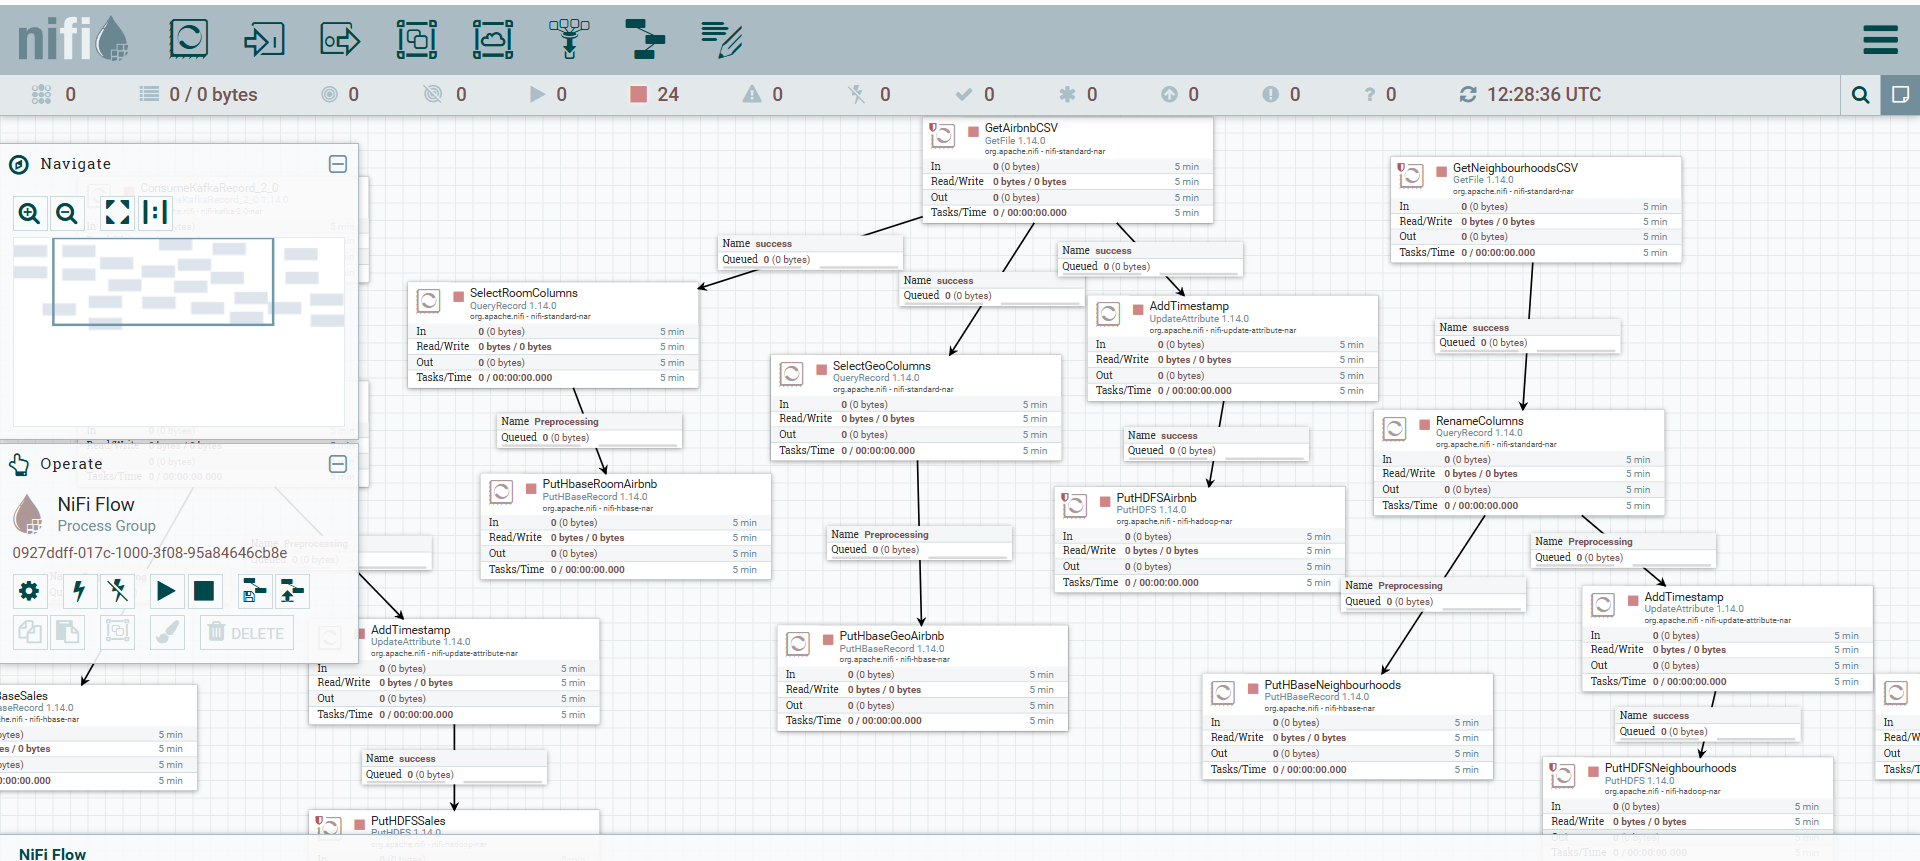 nifi
0
0 / 0 bytes
0
0
0
24
0
0
0
0
0
0
0
12:28:36 UTC
Navigate
ConsumeKafkaRecord_2_0
Operate
NiFi Flow
Process Group
0927ddff-017c-1000-3f08-95a84646cb8e
DELETE
GetAirbnbCSV
GetFile 1.14.0
org.apache.nifi - nifi-standard-nar
In 0 (0 bytes) 5 min
Read/Write 0 bytes / 0 bytes 5 min
Out 0 (0 bytes) 5 min
Tasks/Time 0 / 00:00:00.000 5 min
GetNeighbourhoodsCSV
GetFile 1.14.0
org.apache.nifi - nifi-standard-nar
In 0 (0 bytes) 5 min
Read/Write 0 bytes / 0 bytes 5 min
Out 0 (0 bytes) 5 min
Tasks/Time 0 / 00:00:00.000 5 min
Name success
Queued 0 (0 bytes)
Name success
Queued 0 (0 bytes)
Name success
Queued 0 (0 bytes)
SelectRoomColumns
QueryRecord 1.14.0
org.apache.nifi - nifi-standard-nar
In 0 (0 bytes) 5 min
Read/Write 0 bytes / 0 bytes 5 min
Out 0 (0 bytes) 5 min
Tasks/Time 0 / 00:00:00.000 5 min
AddTimestamp
UpdateAttribute 1.14.0
org.apache.nifi - nifi-update-attribute-nar
In 0 (0 bytes) 5 min
Read/Write 0 bytes / 0 bytes 5 min
Out 0 (0 bytes) 5 min
Tasks/Time 0 / 00:00:00.000 5 min
Name success
Queued 0 (0 bytes)
SelectGeoColumns
QueryRecord 1.14.0
org.apache.nifi - nifi-standard-nar
In 0 (0 bytes) 5 min
Read/Write 0 bytes / 0 bytes 5 min
Out 0 (0 bytes) 5 min
Tasks/Time 0 / 00:00:00.000 5 min
Name Preprocessing
Queued 0 (0 bytes)
Name success
Queued 0 (0 bytes)
RenameColumns
QueryRecord 1.14.0
org.apache.nifi - nifi-standard-nar
In 0 (0 bytes) 5 min
Read/Write 0 bytes / 0 bytes 5 min
Out 0 (0 bytes) 5 min
Tasks/Time 0 / 00:00:00.000 5 min
PutHbaseRoomAirbnb
PutHBaseRecord 1.14.0
org.apache.nifi - nifi-hbase-nar
In 0 (0 bytes) 5 min
Read/Write 0 bytes / 0 bytes 5 min
Out 0 (0 bytes) 5 min
Tasks/Time 0 / 00:00:00.000 5 min
PutHDFSAirbnb
PutHDFS 1.14.0
org.apache.nifi - nifi-hadoop-nar
In 0 (0 bytes) 5 min
Read/Write 0 bytes / 0 bytes 5 min
Out 0 (0 bytes) 5 min
Tasks/Time 0 / 00:00:00.000 5 min
Name Preprocessing
Queued 0 (0 bytes)
Name Preprocessing
Queued 0 (0 bytes)
Name Preprocessing
Queued 0 (0 bytes)
AddTimestamp
UpdateAttribute 1.14.0
org.apache.nifi - nifi-update-attribute-nar
In 0 (0 bytes) 5 min
Read/Write 0 bytes / 0 bytes 5 min
Out 0 (0 bytes) 5 min
Tasks/Time 0 / 00:00:00.000 5 min
AddTimestamp
UpdateAttribute 1.14.0
org.apache.nifi - nifi-update-attribute-nar
In 0 (0 bytes) 5 min
Read/Write 0 bytes / 0 bytes 5 min
Out 0 (0 bytes) 5 min
Tasks/Time 0 / 00:00:00.000 5 min
PutHbaseGeoAirbnb
PutHBaseRecord 1.14.0
org.apache.nifi - nifi-hbase-nar
In 0 (0 bytes) 5 min
Read/Write 0 bytes / 0 bytes 5 min
Out 0 (0 bytes) 5 min
Tasks/Time 0 / 00:00:00.000 5 min
PutHBaseNeighbourhoods
PutHBaseRecord 1.14.0
org.apache.nifi - nifi-hbase-nar
In 0 (0 bytes) 5 min
Read/Write 0 bytes / 0 bytes 5 min
Out 0 (0 bytes) 5 min
Tasks/Time 0 / 00:00:00.000 5 min
BaseSales
che.nifi - nifi-hbase-nar
ytes) 5 min
es / 0 bytes 5 min
ytes) 5 min
0:00:00.000 5 min
In
Read/W
Out
Tasks/T
Name success
Queued 0 (0 bytes)
Name success
Queued 0 (0 bytes)
PutHDFSNeighbourhoods
PutHDFS 1.14.0
org.apache.nifi - nifi-hadoop-nar
In 0 (0 bytes) 5 min
Read/Write 0 bytes / 0 bytes 5 min
PutHDFSSales
PutHDFS 1.14.0
NiFi Flow